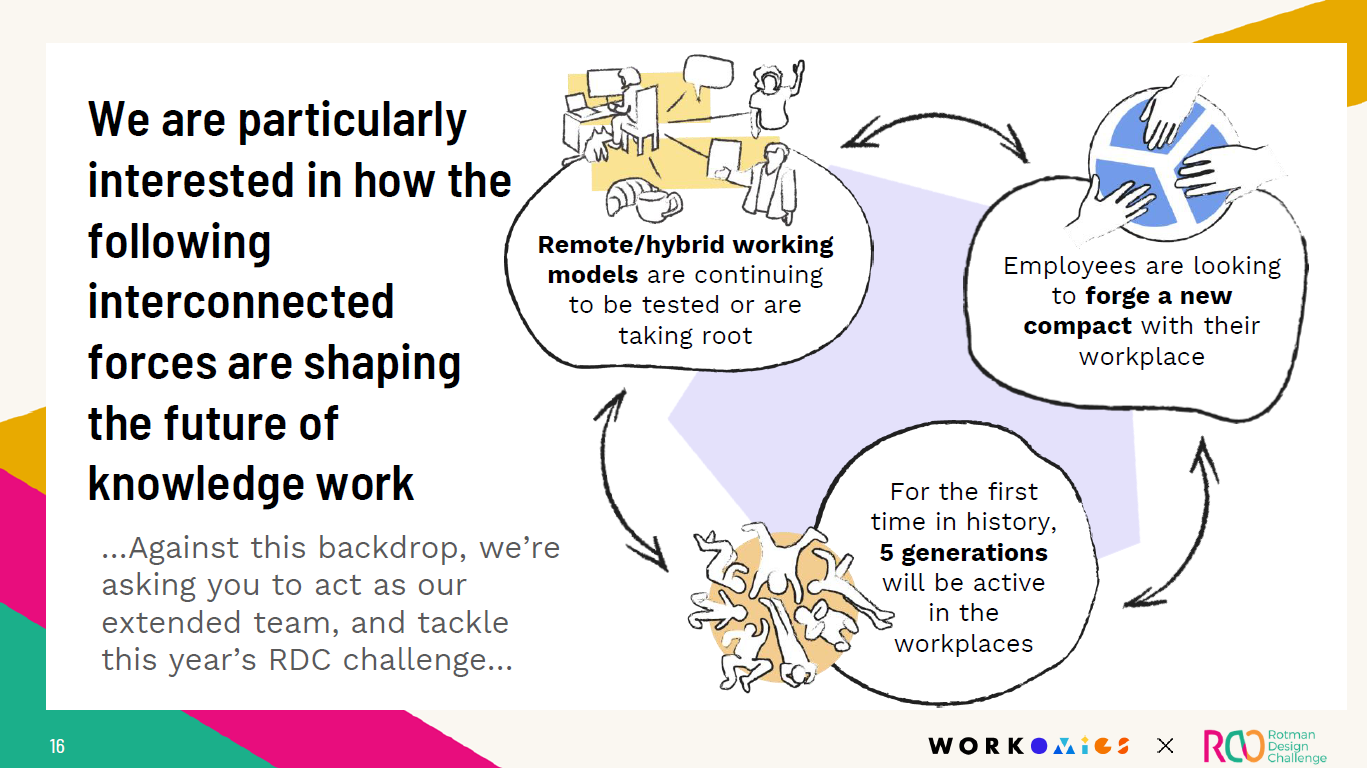 We are particularly
interested in how the
following
interconnected
forces are shaping
the future of
knowledge work
...Against this backdrop, we’re
asking you to act as our
extended team, and tackle
this year’s RDC challenge...
Remote/hybrid working
models are continuing
to be tested or are
taking root
Employees are looking
to forge a new
compact with their
workplace
For the first
time in history,
5 generations
will be active
in the
workplaces
16
WORKOMICS × RDC Rotman
Design
Challenge